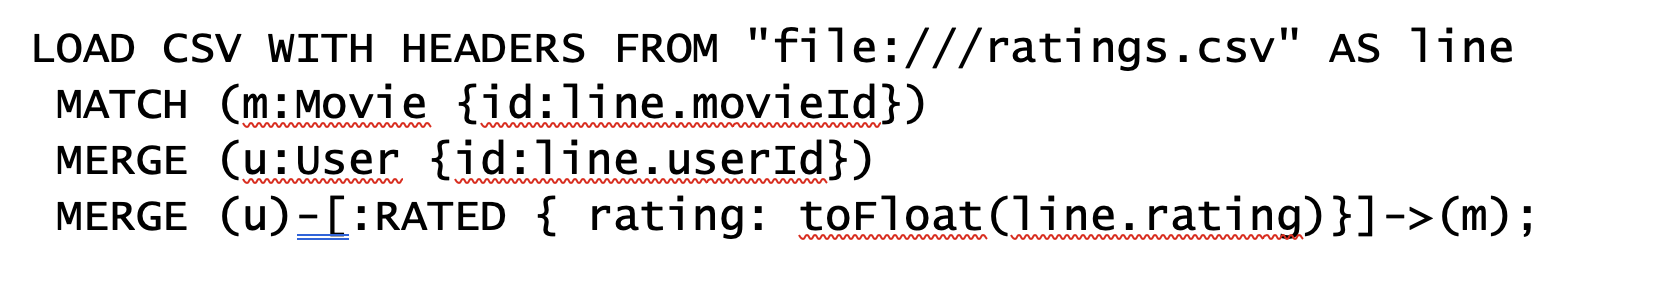 LOAD CSV WITH HEADERS FROM "file:///ratings.csv" AS line
MATCH (m:Movie {id:line.movieId})
MERGE (u:User {id:line.userId})
MERGE (u)-[:RATED { rating: toFloat(line.rating)}]->(m);